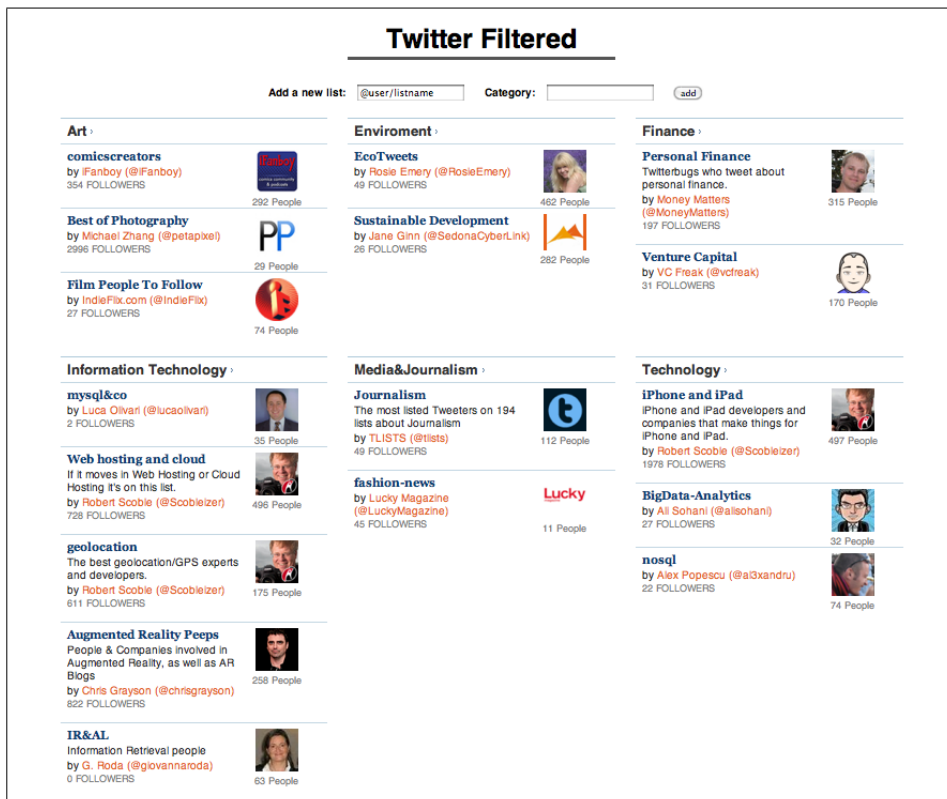 Twitter Filtered
Add a new list: @user/listname Category: add
Art ›
comicscreators
by iFanboy (@iFanboy)
354 FOLLOWERS
iFanboy
292 People
Best of Photography
by Michael Zhang (@petapixel)
2996 FOLLOWERS
PP
29 People
Film People To Follow
by IndieFlix.com (@IndieFlix)
27 FOLLOWERS
74 People
Enviroment ›
EcoTweets
by Rosie Emery (@RosieEmery)
49 FOLLOWERS
462 People
Sustainable Development
by Jane Ginn (@SedonaCyberLink)
26 FOLLOWERS
282 People
Finance ›
Personal Finance
Twitterbugs who tweet about
personal finance.
by Money Matters
(@MoneyMatters)
197 FOLLOWERS
315 People
Venture Capital
by VC Freak (@vcfreak)
31 FOLLOWERS
170 People
Information Technology ›
mysql&co
by Luca Olivari (@lucaolivari)
2 FOLLOWERS
35 People
Web hosting and cloud
If it moves in Web Hosting or Cloud
Hosting it's on this list.
by Robert Scoble (@Scobleizer)
728 FOLLOWERS
496 People
geolocation
The best geolocation/GPS experts
and developers.
by Robert Scoble (@Scobleizer)
611 FOLLOWERS
175 People
Augmented Reality Peeps
People & Companies involved in
Augmented Reality, as well as AR
Blogs
by Chris Grayson (@chrisgrayson)
822 FOLLOWERS
258 People
IR&AL
Information Retrieval people
by G. Roda (@giovannaroda)
0 FOLLOWERS
63 People
Media&Journalism ›
Journalism
The most listed Tweeters on 194
lists about Journalism
by TLISTS (@tlists)
49 FOLLOWERS
t
112 People
fashion-news
by Lucky Magazine
(@LuckyMagazine)
45 FOLLOWERS
Lucky
11 People
Technology ›
iPhone and iPad
iPhone and iPad developers and
companies that make things for
iPhone and iPad.
by Robert Scoble (@Scobleizer)
1978 FOLLOWERS
497 People
BigData-Analytics
by Ali Sohani (@alisohani)
27 FOLLOWERS
32 People
nosql
by Alex Popescu (@al3xandru)
22 FOLLOWERS
74 People